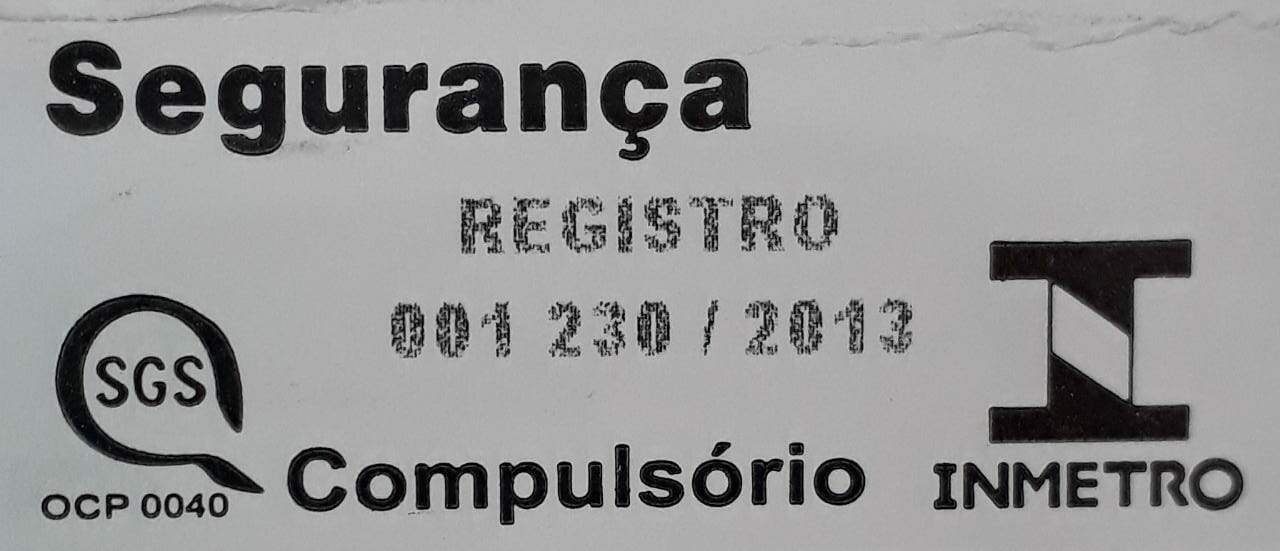 Segurança
REGISTRO
001 230 / 2013
SGS
OCP 0040
Compulsório
INMETRO